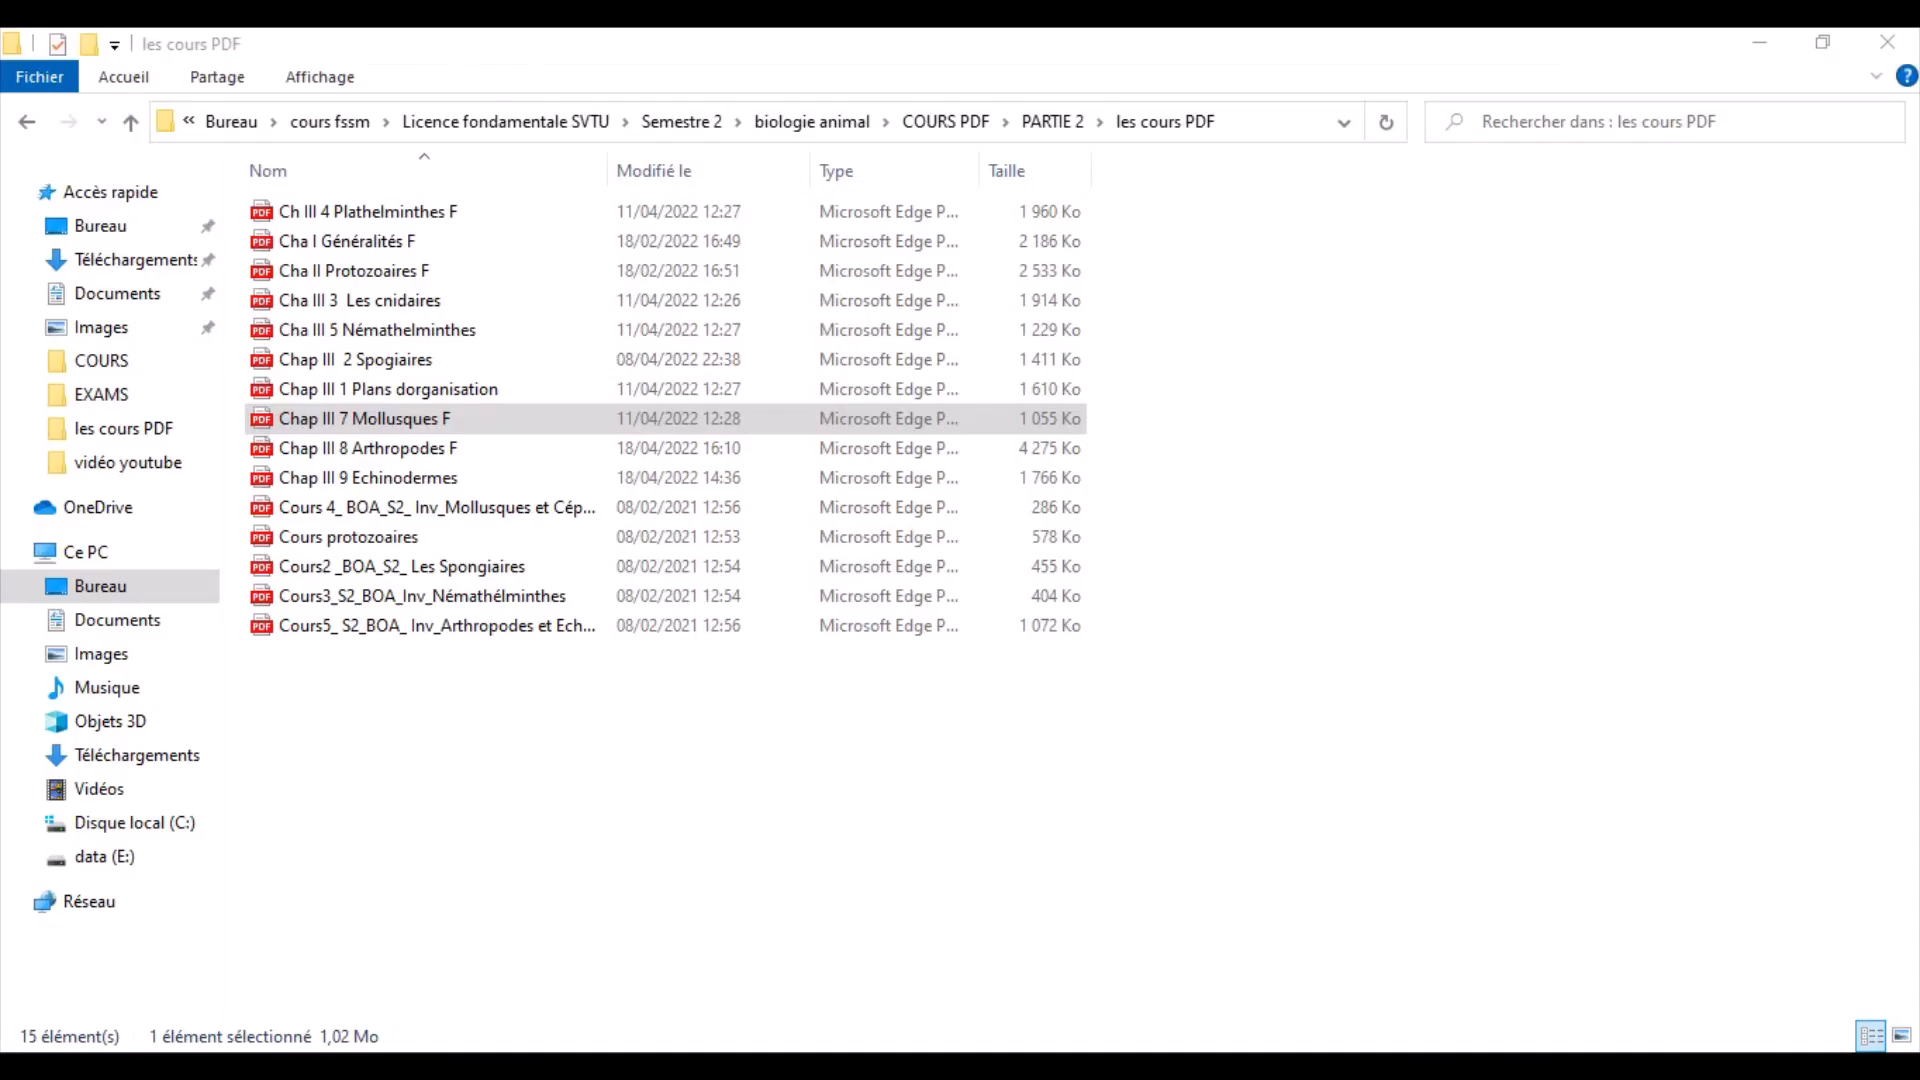 les cours PDF
Fichier Accueil Partage Affichage
« Bureau > cours fssm > Licence fondamentale SVTU > Semestre 2 > biologie animal > COURS PDF > PARTIE 2 > les cours PDF Rechercher dans : les cours PDF
Nom Modifié le Type Taille
Accès rapide
Bureau
Téléchargements
Documents
Images
COURS
EXAMS
les cours PDF
vidéo youtube
OneDrive
Ce PC
Bureau
Documents
Images
Musique
Objets 3D
Téléchargements
Vidéos
Disque local (C:)
data (E:)
Réseau
Ch III 4 Plathelminthes F 11/04/2022 12:27 Microsoft Edge P... 1 960 Ko
Cha I Généralités F 18/02/2022 16:49 Microsoft Edge P... 2 186 Ko
Cha II Protozoaires F 18/02/2022 16:51 Microsoft Edge P... 2 533 Ko
Cha III 3  Les cnidaires 11/04/2022 12:26 Microsoft Edge P... 1 914 Ko
Cha III 5 Némathelminthes 11/04/2022 12:27 Microsoft Edge P... 1 229 Ko
Chap III  2 Spogiaires 08/04/2022 22:38 Microsoft Edge P... 1 411 Ko
Chap III 1 Plans dorganisation 11/04/2022 12:27 Microsoft Edge P... 1 610 Ko
Chap III 7 Mollusques F 11/04/2022 12:28 Microsoft Edge P... 1 055 Ko
Chap III 8 Arthropodes F 18/04/2022 16:10 Microsoft Edge P... 4 275 Ko
Chap III 9 Echinodermes 18/04/2022 14:36 Microsoft Edge P... 1 766 Ko
Cours 4_ BOA_S2_ Inv_Mollusques et Cép... 08/02/2021 12:56 Microsoft Edge P... 286 Ko
Cours protozoaires 08/02/2021 12:53 Microsoft Edge P... 578 Ko
Cours2 _BOA_S2_ Les Spongiaires 08/02/2021 12:54 Microsoft Edge P... 455 Ko
Cours3_S2_BOA_Inv_Némathélminthes 08/02/2021 12:54 Microsoft Edge P... 404 Ko
Cours5_ S2_BOA_ Inv_Arthropodes et Ech... 08/02/2021 12:56 Microsoft Edge P... 1 072 Ko
15 élément(s) 1 élément sélectionné 1,02 Mo